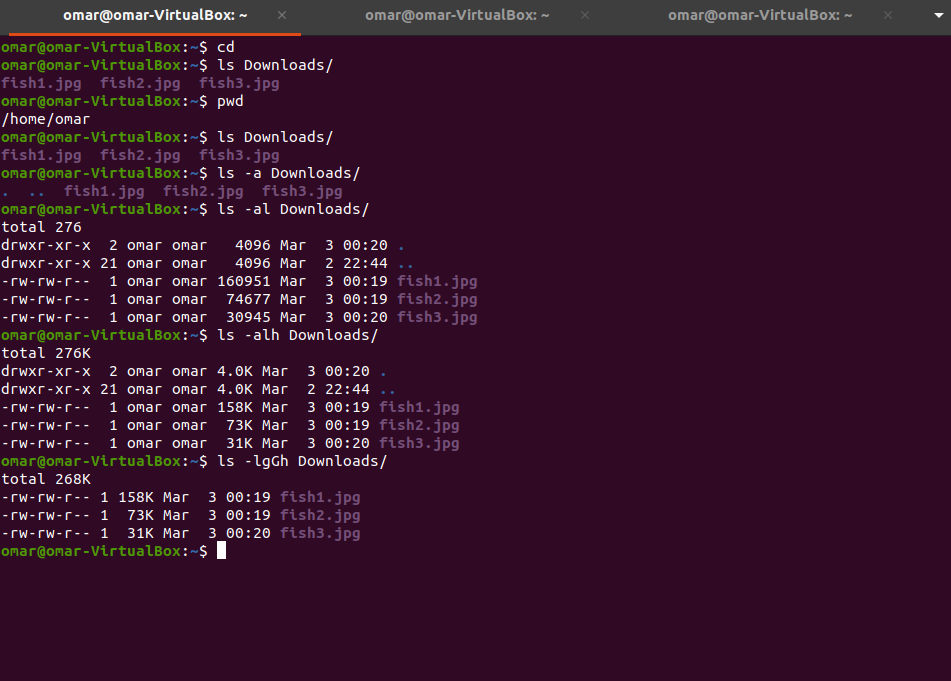 omar@omar-VirtualBox: ~ × omar@omar-VirtualBox: ~ × omar@omar-VirtualBox: ~ ×
omar@omar-VirtualBox:~$ cd
omar@omar-VirtualBox:~$ ls Downloads/
fish1.jpg  fish2.jpg  fish3.jpg
omar@omar-VirtualBox:~$ pwd
/home/omar
omar@omar-VirtualBox:~$ ls Downloads/
fish1.jpg  fish2.jpg  fish3.jpg
omar@omar-VirtualBox:~$ ls -a Downloads/
.  ..  fish1.jpg  fish2.jpg  fish3.jpg
omar@omar-VirtualBox:~$ ls -al Downloads/
total 276
drwxr-xr-x  2 omar omar   4096 Mar  3 00:20 .
drwxr-xr-x 21 omar omar   4096 Mar  2 22:44 ..
-rw-rw-r--  1 omar omar 160951 Mar  3 00:19 fish1.jpg
-rw-rw-r--  1 omar omar  74677 Mar  3 00:19 fish2.jpg
-rw-rw-r--  1 omar omar  30945 Mar  3 00:20 fish3.jpg
omar@omar-VirtualBox:~$ ls -alh Downloads/
total 276K
drwxr-xr-x  2 omar omar 4.0K Mar  3 00:20 .
drwxr-xr-x 21 omar omar 4.0K Mar  2 22:44 ..
-rw-rw-r--  1 omar omar 158K Mar  3 00:19 fish1.jpg
-rw-rw-r--  1 omar omar  73K Mar  3 00:19 fish2.jpg
-rw-rw-r--  1 omar omar  31K Mar  3 00:20 fish3.jpg
omar@omar-VirtualBox:~$ ls -lgGh Downloads/
total 268K
-rw-rw-r-- 1 158K Mar  3 00:19 fish1.jpg
-rw-rw-r-- 1  73K Mar  3 00:19 fish2.jpg
-rw-rw-r-- 1  31K Mar  3 00:20 fish3.jpg
omar@omar-VirtualBox:~$